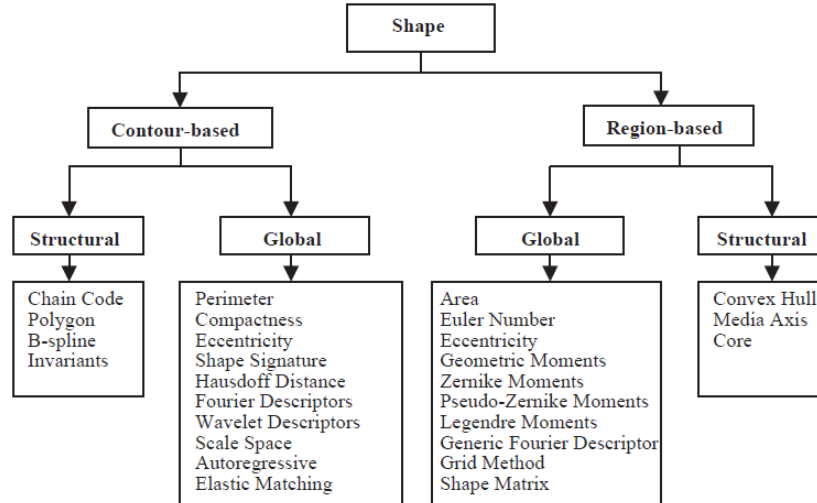 Shape
Contour-based
Region-based
Structural
Global
Global
Structural
Chain Code
Polygon
B-spline
Invariants
Perimeter
Compactness
Eccentricity
Shape Signature
Hausdoff Distance
Fourier Descriptors
Wavelet Descriptors
Scale Space
Autoregressive
Elastic Matching
Area
Euler Number
Eccentricity
Geometric Moments
Zernike Moments
Pseudo-Zernike Moments
Legendre Moments
Generic Fourier Descriptor
Grid Method
Shape Matrix
Convex Hull
Media Axis
Core